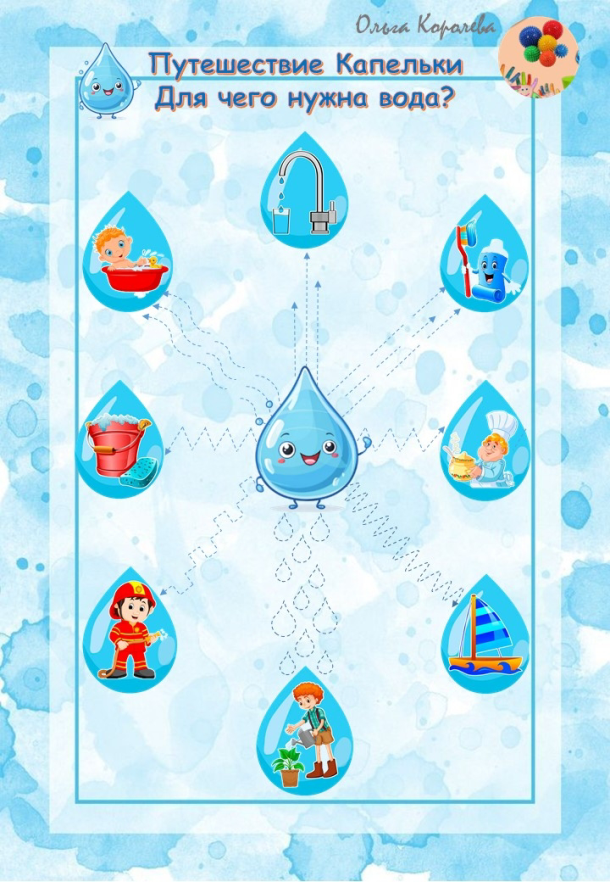 Ольга Королева
Путешествие Капельки
Для чего нужна вода?